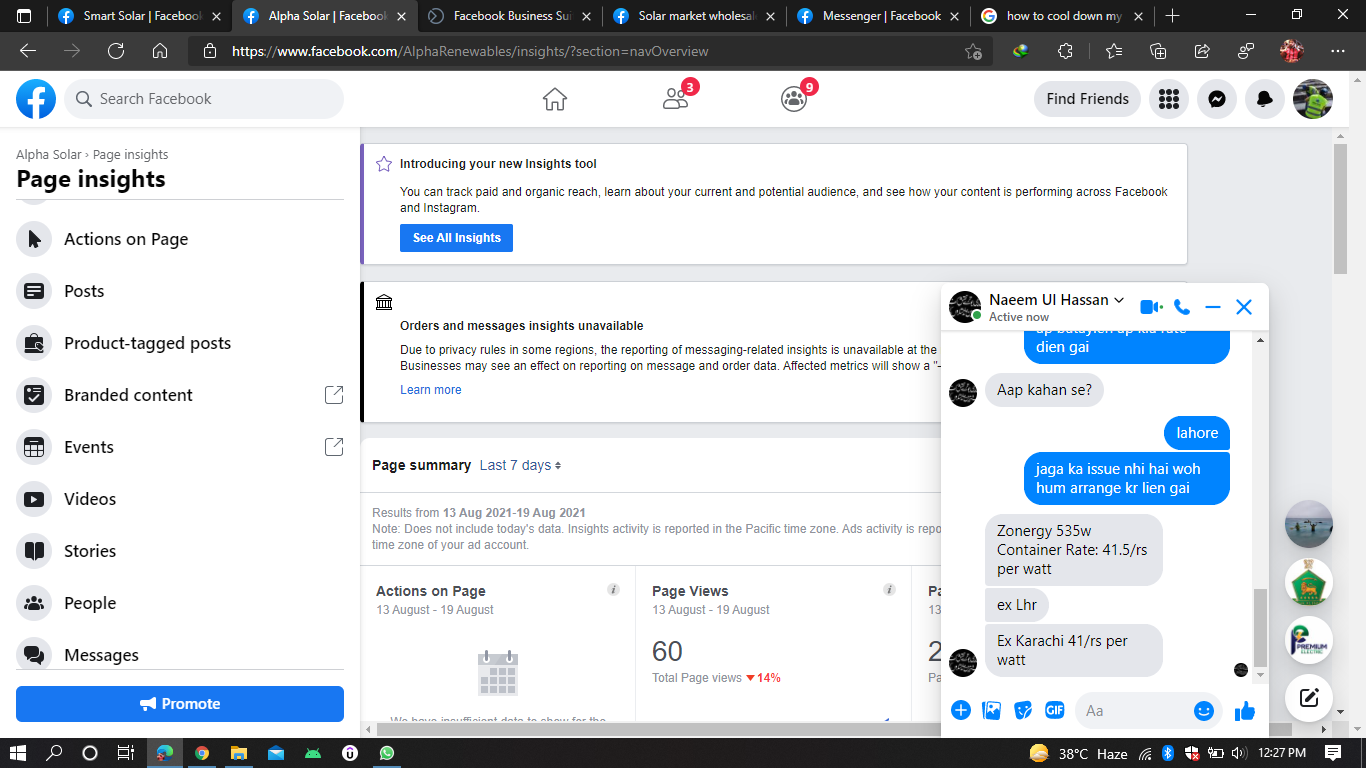 Smart Solar | Facebook
Alpha Solar | Facebook
Facebook Business Sui
Solar market wholesal
Messenger | Facebook
how to cool down my
https://www.facebook.com/AlphaRenewables/insights/?section=navOverview
Search Facebook
3
9
Find Friends
Alpha Solar › Page insights
Page insights
Actions on Page
Posts
Product-tagged posts
Branded content
Events
Videos
Stories
People
Messages
Promote
Introducing your new Insights tool
You can track paid and organic reach, learn about your current and potential audience, and see how your content is performing across Facebook
and Instagram.
See All Insights
Orders and messages insights unavailable
Due to privacy rules in some regions, the reporting of messaging-related insights is unavailable at the
Businesses may see an effect on reporting on message and order data. Affected metrics will show a "-
Learn more
Page summary Last 7 days
Results from 13 Aug 2021-19 Aug 2021
Note: Does not include today's data. Insights activity is reported in the Pacific time zone. Ads activity is repo
time zone of your ad account.
Actions on Page
13 August - 19 August
We have insufficient data to show for the
Page Views
13 August - 19 August
60
Total Page views 14%
Pa
13
2
Pa
Naeem Ul Hassan
Active now
dien gai
Aap kahan se?
lahore
jaga ka issue nhi hai woh
hum arrange kr lien gai
Zonergy 535w
Container Rate: 41.5/rs
per watt
ex Lhr
Ex Karachi 41/rs per
watt
GIF
Aa
PREMIUM
ELECTRIC
38°C Haze
12:27 PM